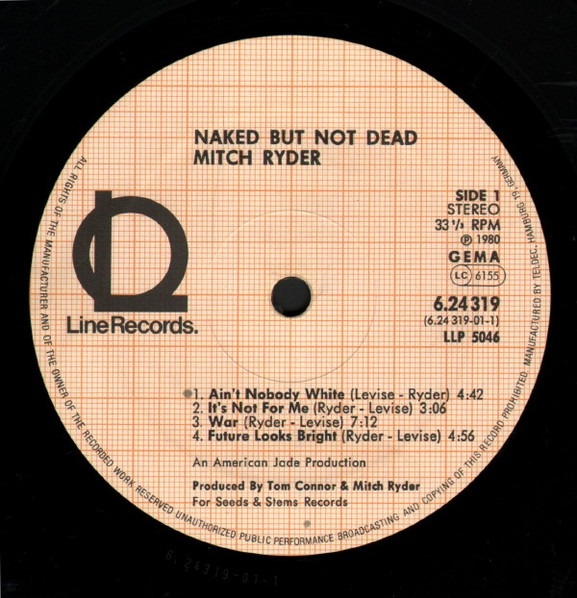 NAKED BUT NOT DEAD
MITCH RYDER
SIDE 1
STEREO
33 ⅓ RPM
Ⓟ 1980
GEMA
LC 6155
6.24 319
(6.24 319-01-1)
LLP 5046
Line Records.
1. Ain't Nobody White (Levise - Ryder) 4:42
2. It's Not For Me (Ryder - Levise) 3:06
3. War (Ryder - Levise) 7:12
4. Future Looks Bright (Ryder - Levise) 4:56
An American Jade Production
Produced By Tom Connor & Mitch Ryder
For Seeds & Stems Records
ALL RIGHTS OF THE MANUFACTURER AND OF THE OWNER OF THE RECORDED WORK RESERVED UNAUTHORIZED PUBLIC PERFORMANCE BROADCASTING AND COPYING OF THIS RECORD PROHIBITED. MANUFACTURED BY TELDEC, HAMBURG 19, GERMANY
6.24319-01-1